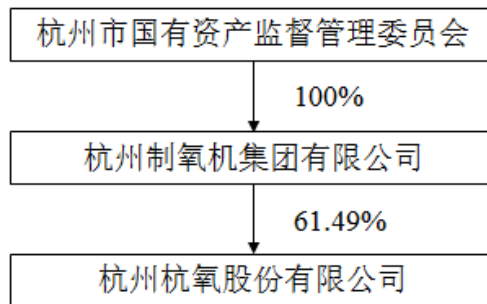 杭州市国有资产监督管理委员会
100%
杭州制氧机集团有限公司
61.49%
杭州杭氧股份有限公司